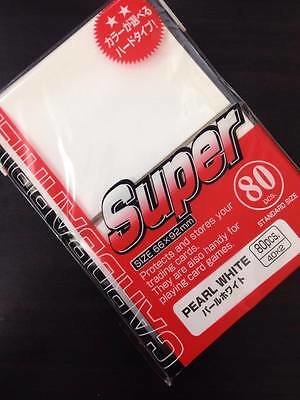 カラーが選べる
ハードタイプ!
Super
SIZE 66×92mm
80
pcs.
STANDARD SIZE
Protects and stores your
trading cards.
They are also handy for
playing card games.
PEARL WHITE
パールホワイト
80pcs.